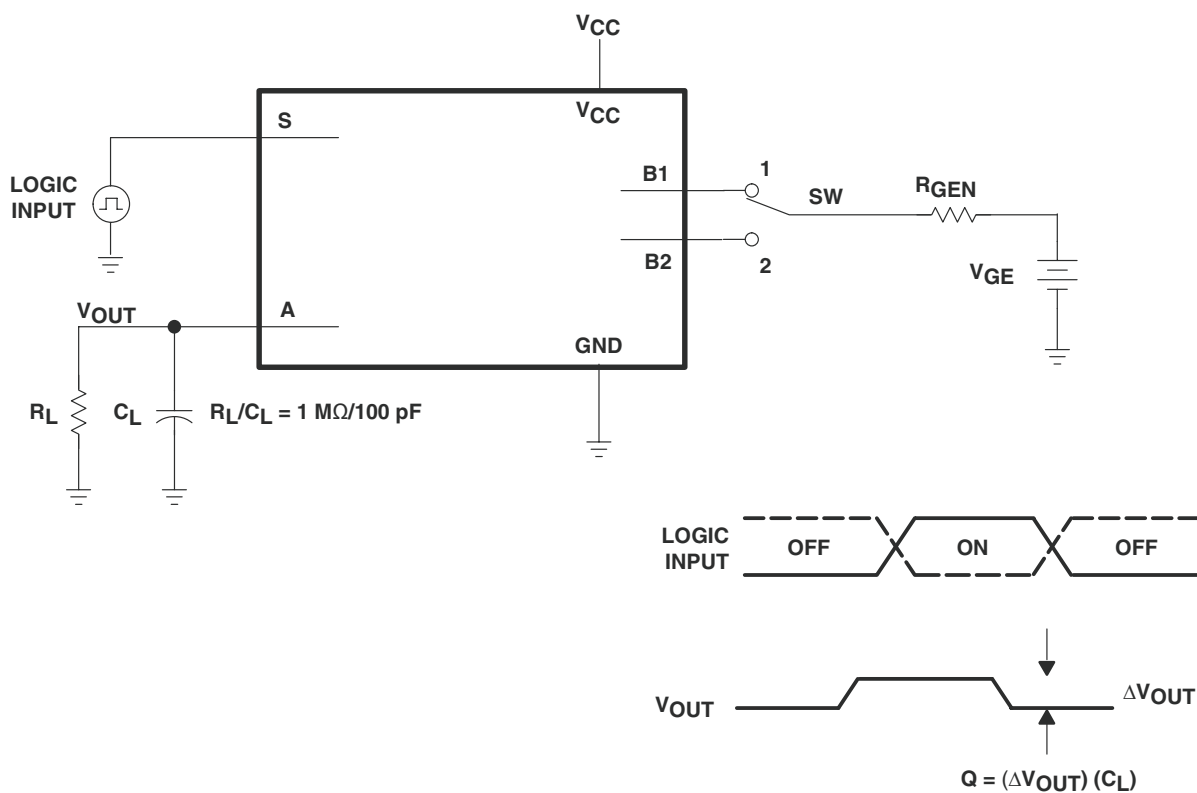 VCC
VCC
S
LOGIC
INPUT
B1
1
SW
RGEN
B2
2
VGE
VOUT
A
GND
RL
CL
RL/CL = 1 MΩ/100 pF
LOGIC
INPUT
OFF
ON
OFF
VOUT
ΔVOUT
Q = (ΔVOUT) (CL)